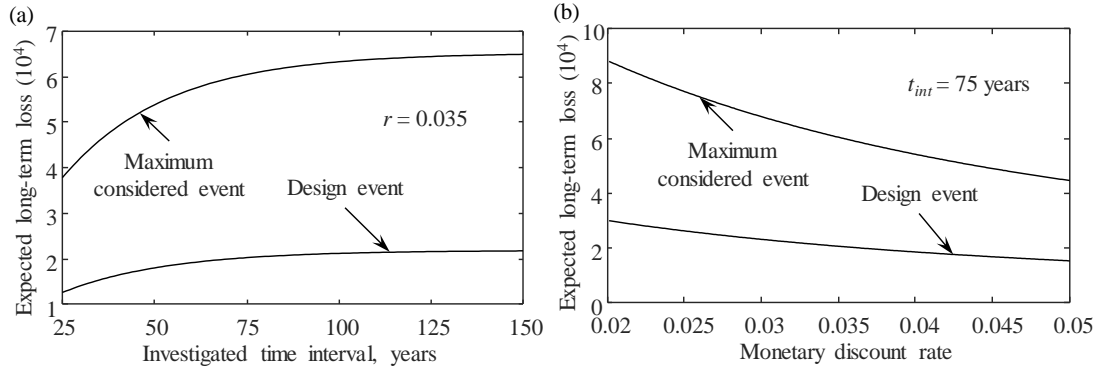 (a)
Expected long-term loss (10⁴)
7
6
5
4
3
2
1
r = 0.035
Maximum
considered event
Design event
25
50
75
100
125
150
Investigated time interval, years
(b)
Expected long-term loss (10⁴)
10
8
6
4
2
0
t_int = 75 years
Maximum
considered event
Design event
0.02
0.025
0.03
0.035
0.04
0.045
0.05
Monetary discount rate